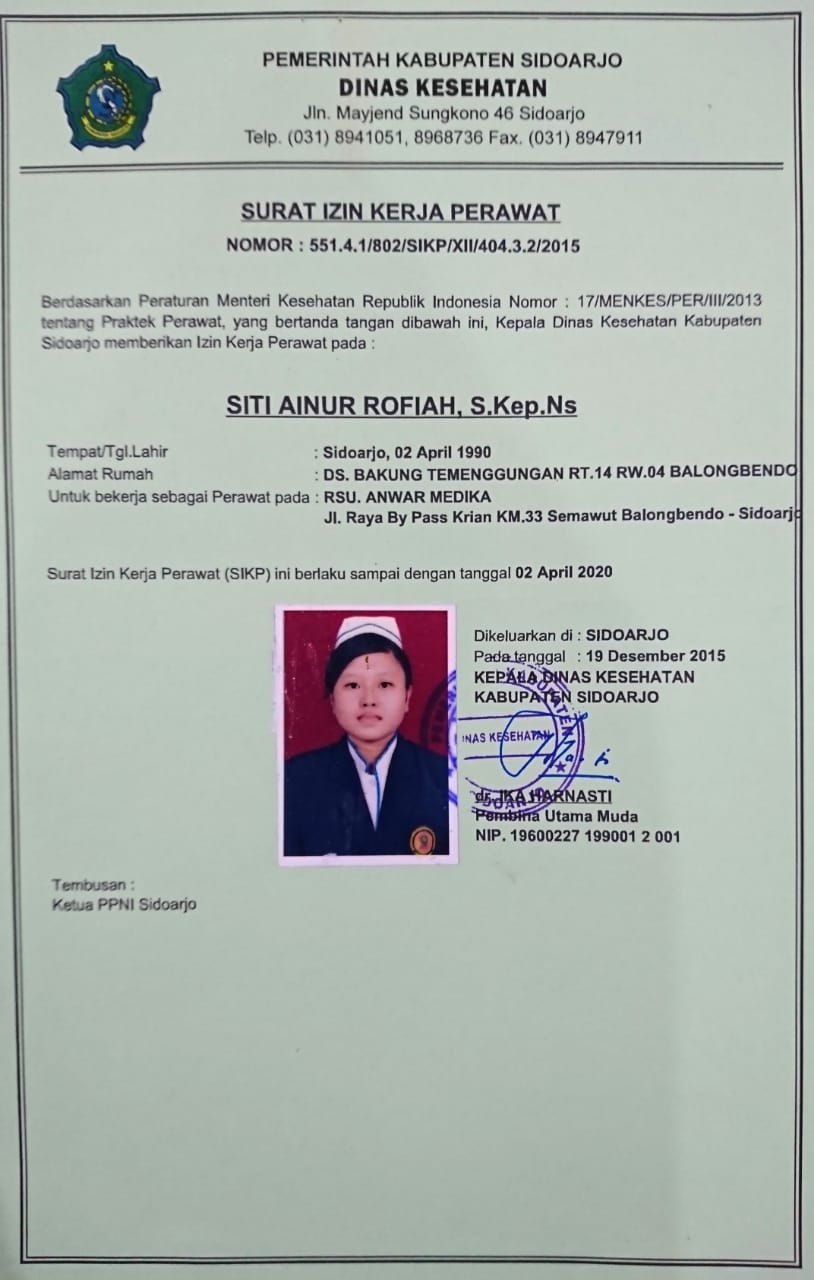 PEMERINTAH KABUPATEN SIDOARJO
DINAS KESEHATAN
Jln. Mayjend Sungkono 46 Sidoarjo
Telp. (031) 8941051, 8968736 Fax. (031) 8947911
SURAT IZIN KERJA PERAWAT
NOMOR : 551.4.1/802/SIKP/XII/404.3.2/2015
Berdasarkan Peraturan Menteri Kesehatan Republik Indonesia Nomor : 17/MENKES/PER/III/2013
tentang Praktek Perawat, yang bertanda tangan dibawah ini, Kepala Dinas Kesehatan Kabupaten
Sidoarjo memberikan Izin Kerja Perawat pada :
SITI AINUR ROFIAH, S.Kep.Ns
Tempat/Tgl.Lahir : Sidoarjo, 02 April 1990
Alamat Rumah : DS. BAKUNG TEMENGGUNGAN RT.14 RW.04 BALONGBENDO
Untuk bekerja sebagai Perawat pada : RSU. ANWAR MEDIKA
Jl. Raya By Pass Krian KM.33 Semawut Balongbendo - Sidoarjo
Surat Izin Kerja Perawat (SIKP) ini berlaku sampai dengan tanggal 02 April 2020
Dikeluarkan di : SIDOARJO
Pada tanggal : 19 Desember 2015
KEPALA DINAS KESEHATAN
KABUPATEN SIDOARJO
KABUPATEN
INAS KESEHATAN
dr. IKA HARNASTI
Pembina Utama Muda
NIP. 19600227 199001 2 001
Tembusan :
Ketua PPNI Sidoarjo